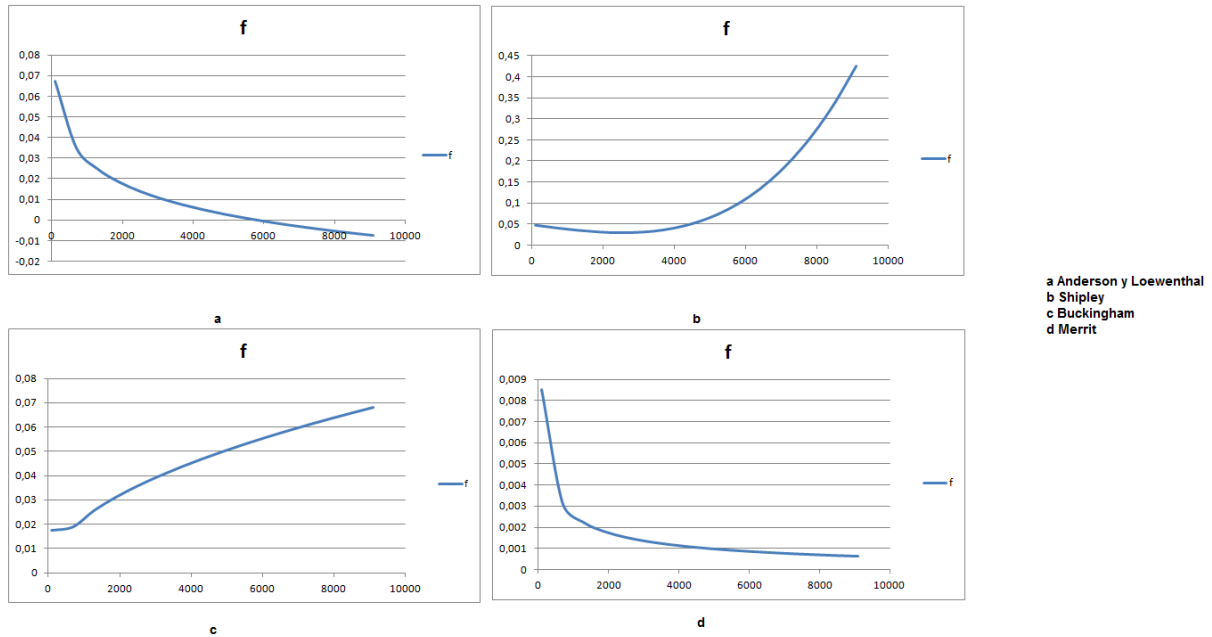 f
0,08
0,07
0,06
0,05
0,04
0,03
0,02
0,01
0
-0,01
-0,02
0 2000 4000 6000 8000 10000
f
a
f
0,45
0,4
0,35
0,3
0,25
0,2
0,15
0,1
0,05
0
0 2000 4000 6000 8000 10000
f
b
a Anderson y Loewenthal
b Shipley
c Buckingham
d Merrit
f
0,08
0,07
0,06
0,05
0,04
0,03
0,02
0,01
0
0 2000 4000 6000 8000 10000
f
c
f
0,009
0,008
0,007
0,006
0,005
0,004
0,003
0,002
0,001
0
0 2000 4000 6000 8000 10000
f
d